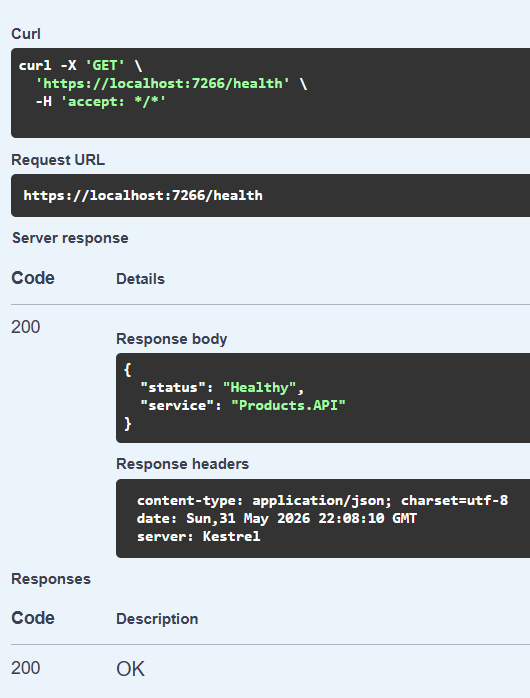 Curl
curl -X 'GET' \
  'https://localhost:7266/health' \
  -H 'accept: */*'
Request URL
https://localhost:7266/health
Server response
Code Details
200
Response body
{
  "status": "Healthy",
  "service": "Products.API"
}
Response headers
content-type: application/json; charset=utf-8
date: Sun,31 May 2026 22:08:10 GMT
server: Kestrel
Responses
Code Description
200 OK